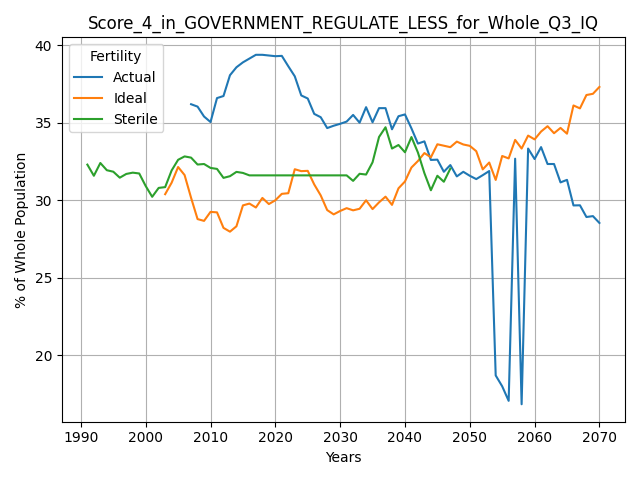 Score_4_in_GOVERNMENT_REGULATE_LESS_for_Whole_Q3_IQ
Fertility
Actual
Ideal
Sterile
% of Whole Population
40
35
30
25
20
1990 2000 2010 2020 2030 2040 2050 2060 2070
Years